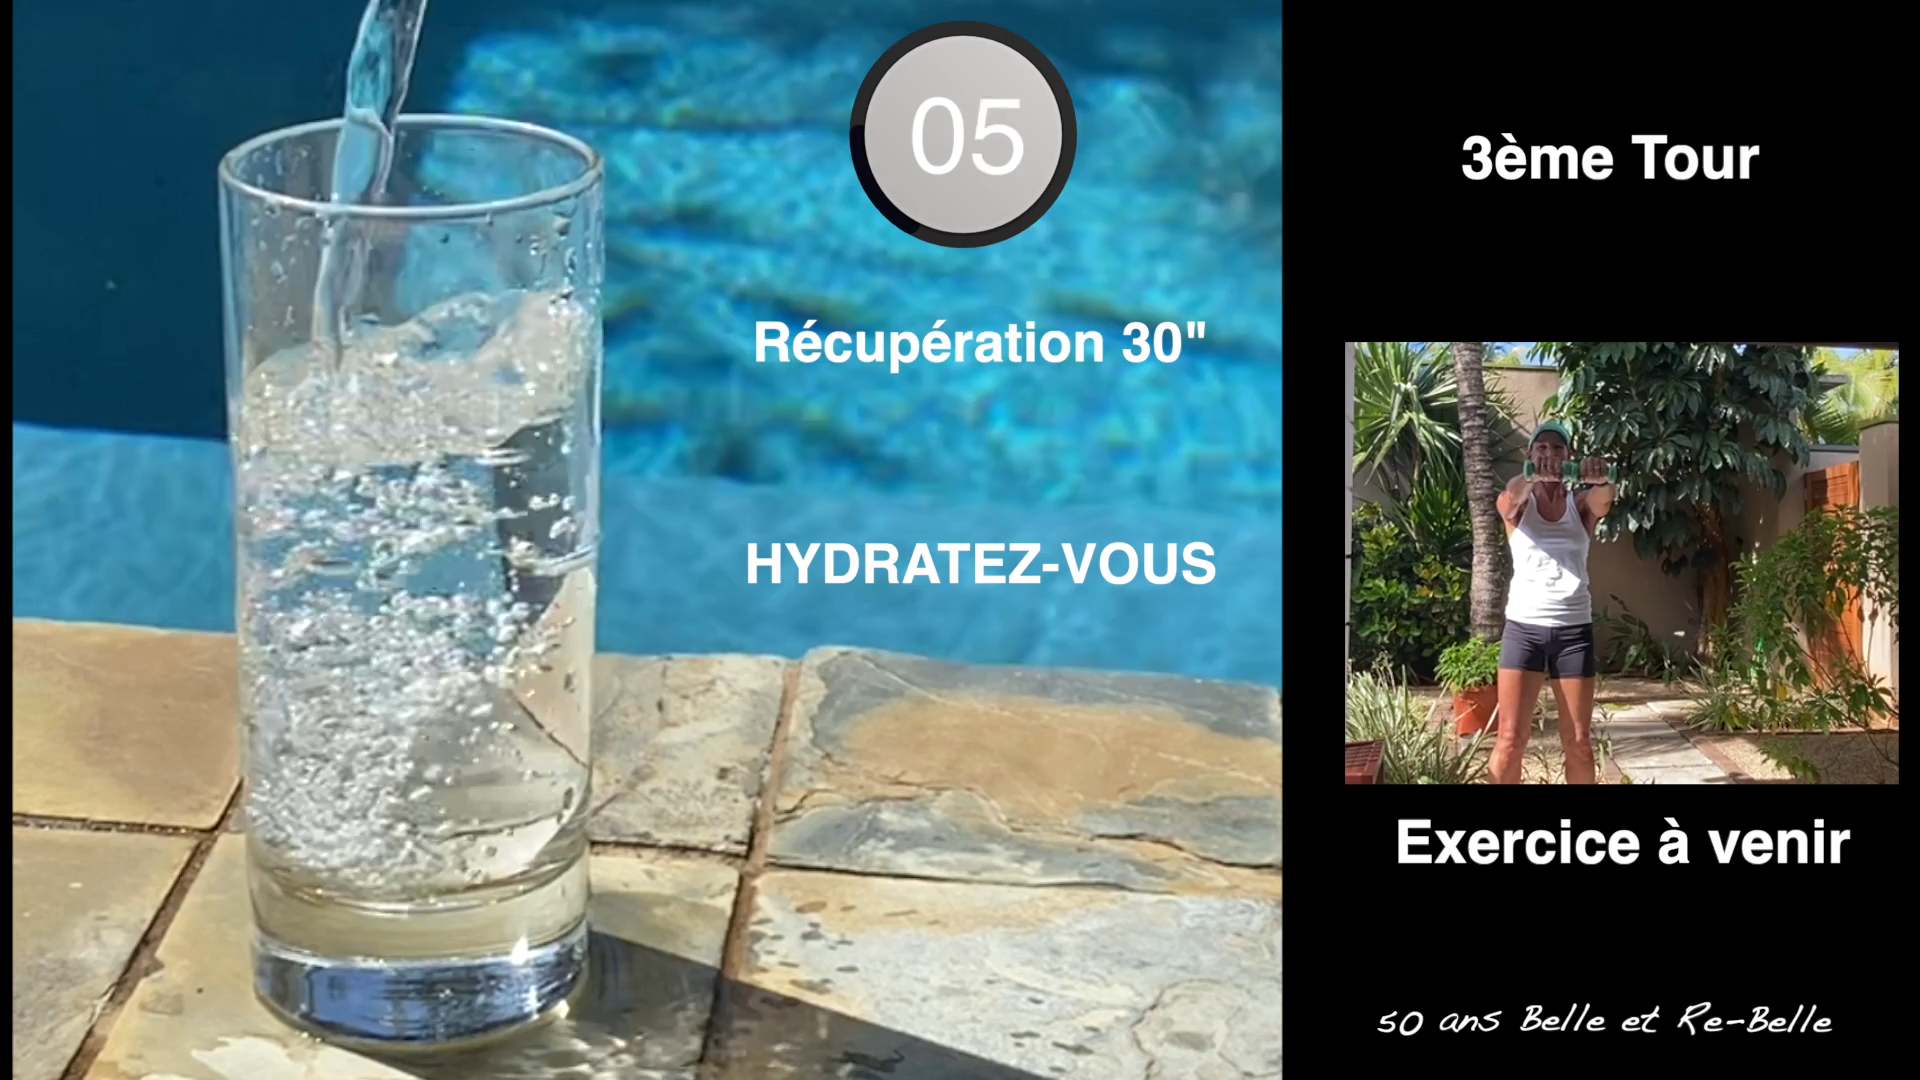 05
Récupération 30"
HYDRATEZ-VOUS
3ème Tour
Exercice à venir
50 ans Belle et Re-Belle